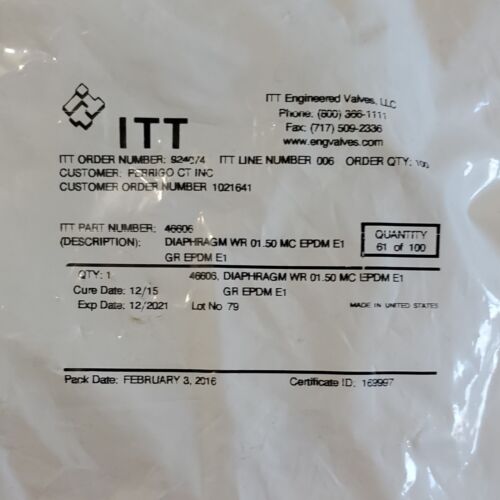 ITT
ITT Engineered Valves, LLC
Phone: (800) 366-1111
Fax: (717) 509-2336
www.engvalves.com
ITT ORDER NUMBER: 924074 ITT LINE NUMBER 006 ORDER QTY: 100
CUSTOMER: PERRIGO CT INC
CUSTOMER ORDER NUMBER 1021641
ITT PART NUMBER: 46606
(DESCRIPTION): DIAPHRAGM WR 01.50 MC EPDM E1
GR EPDM E1
QUANTITY
61 of 100
QTY: 1 46606, DIAPHRAGM WR 01.50 MC EPDM E1
Cure Date: 12/15 GR EPDM E1
Exp Date: 12/2021 Lot No 79 MADE IN UNITED STATES
Pack Date: FEBRUARY 3, 2016 Certificate ID: 169997